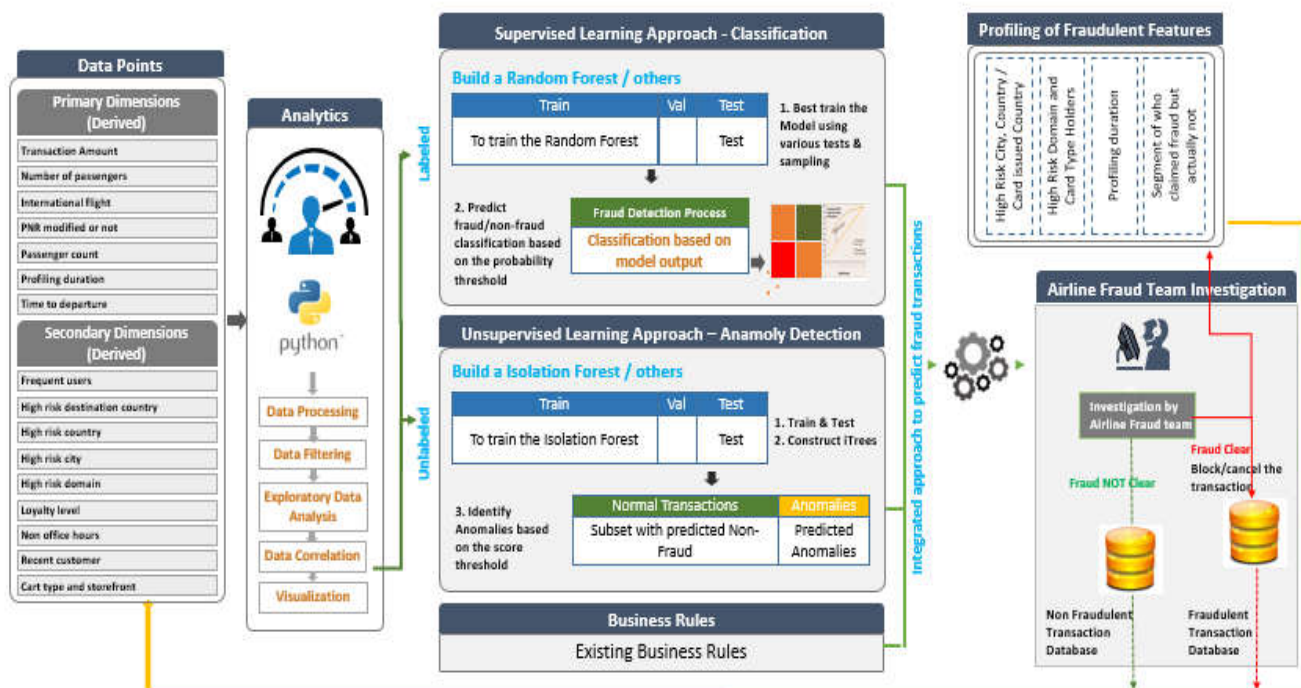 Data Points
Primary Dimensions
(Derived)
Transaction Amount
Number of passengers
International flight
PNR modified or not
Passenger count
Profiling duration
Time to departure
Secondary Dimensions
(Derived)
Frequent users
High risk destination country
High risk country
High risk city
High risk domain
Loyalty level
Non office hours
Recent customer
Cart type and storefront
Analytics
python
Data Processing
Data Filtering
Exploratory Data
Analysis
Data Correlation
Visualization
Labeled
Unlabeled
Supervised Learning Approach - Classification
Build a Random Forest / others
Train Val Test
To train the Random Forest Test
1. Best train the
Model using
various tests &
sampling
2. Predict
fraud/non-fraud
classification based
on the probability
threshold
Fraud Detection Process
Classification based on
model output
Unsupervised Learning Approach – Anamoly Detection
Build a Isolation Forest / others
Train Val Test
To train the Isolation Forest Test
1. Train & Test
2. Construct iTrees
3. Identify
Anomalies based
on the score
threshold
Normal Transactions Anomalies
Subset with predicted Non-
Fraud
Predicted
Anomalies
Business Rules
Existing Business Rules
Integrated approach to predict fraud transactions
Profiling of Fraudulent Features
High Risk City, Country /
Card issued Country
High Risk Domain and
Card Type Holders
Profiling duration
Segment of who
claimed fraud but
actually not
Airline Fraud Team Investigation
Investigation by
Airline Fraud team
Fraud NOT Clear
Fraud Clear
Block/cancel the
transaction
Non Fraudulent
Transaction
Database
Fraudulent
Transaction
Database